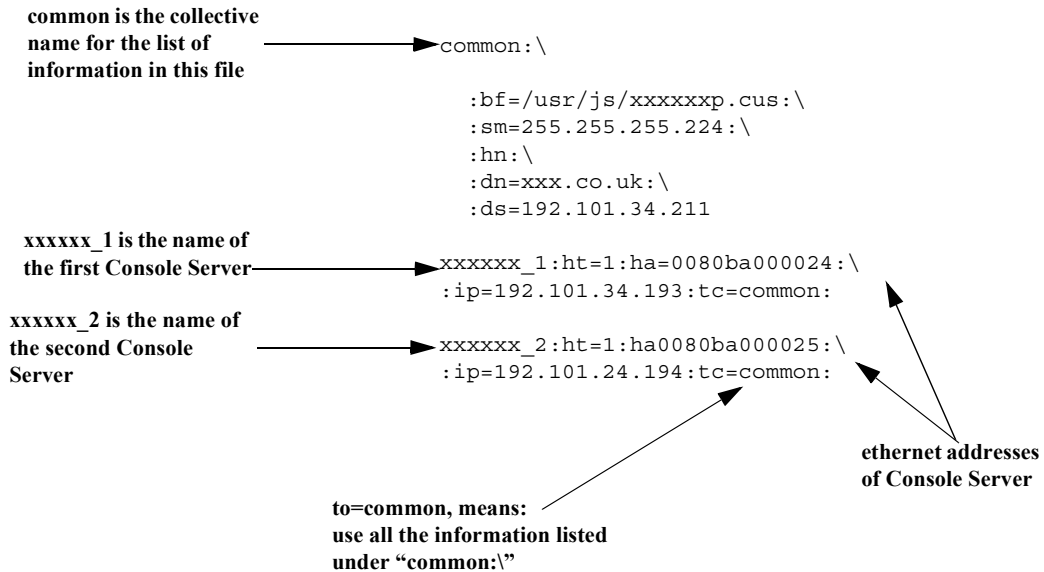 common is the collective
name for the list of
information in this file
common:\
:bf=/usr/js/xxxxxxp.cus:\
:sm=255.255.255.224:\
:hn:\
:dn=xxx.co.uk:\
:ds=192.101.34.211
xxxxxx_1 is the name of
the first Console Server
xxxxxx_1:ht=1:ha=0080ba000024:\
:ip=192.101.34.193:tc=common:
xxxxxx_2 is the name of
the second Console
Server
xxxxxx_2:ht=1:ha0080ba000025:\
:ip=192.101.24.194:tc=common:
ethernet addresses
of Console Server
to=common, means:
use all the information listed
under “common:\”